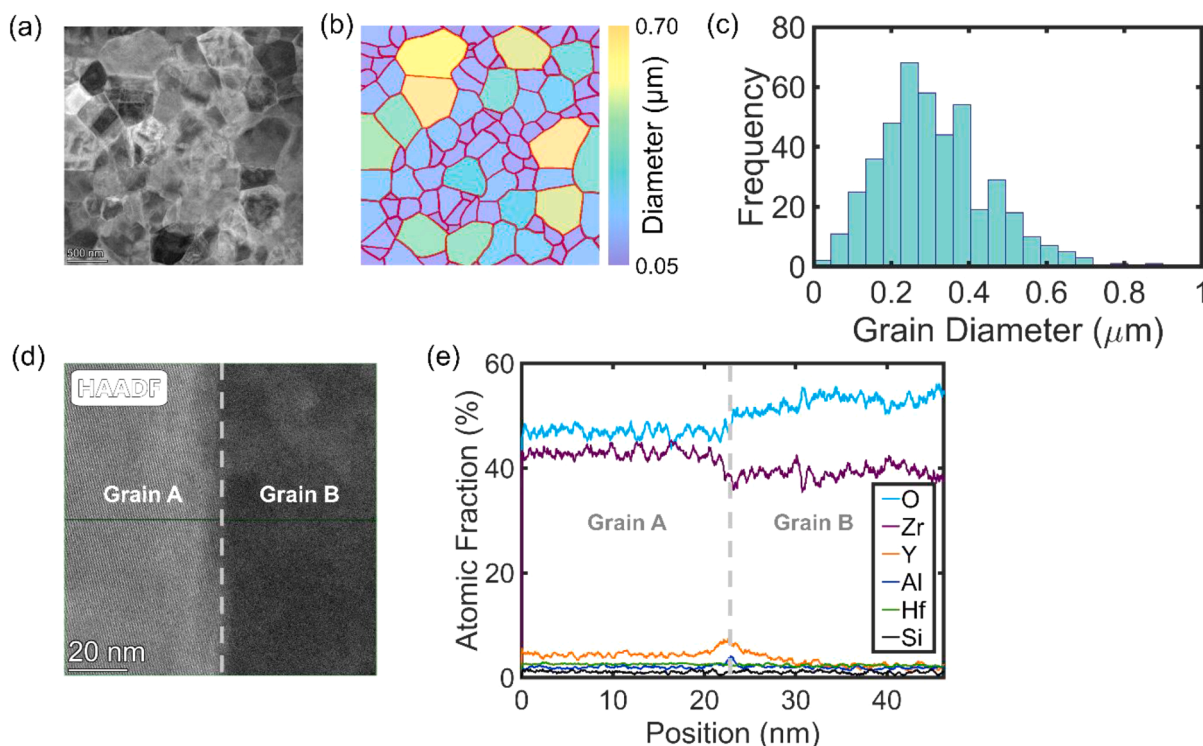 (a)
500 nm
(b)
0.70
Diameter (μm)
0.05
(c)
80
60
40
20
0
Frequency
0 0.2 0.4 0.6 0.8 1
Grain Diameter (μm)
(d)
HAADF
Grain A Grain B
20 nm
(e)
60
40
20
0
Atomic Fraction (%)
Grain A Grain B
O
Zr
Y
Al
Hf
Si
0 10 20 30 40
Position (nm)